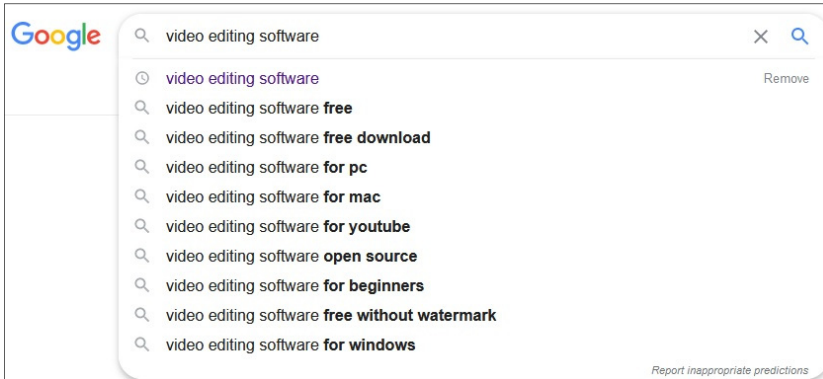 Google
video editing software
video editing software
Remove
video editing software free
video editing software free download
video editing software for pc
video editing software for mac
video editing software for youtube
video editing software open source
video editing software for beginners
video editing software free without watermark
video editing software for windows
Report inappropriate predictions